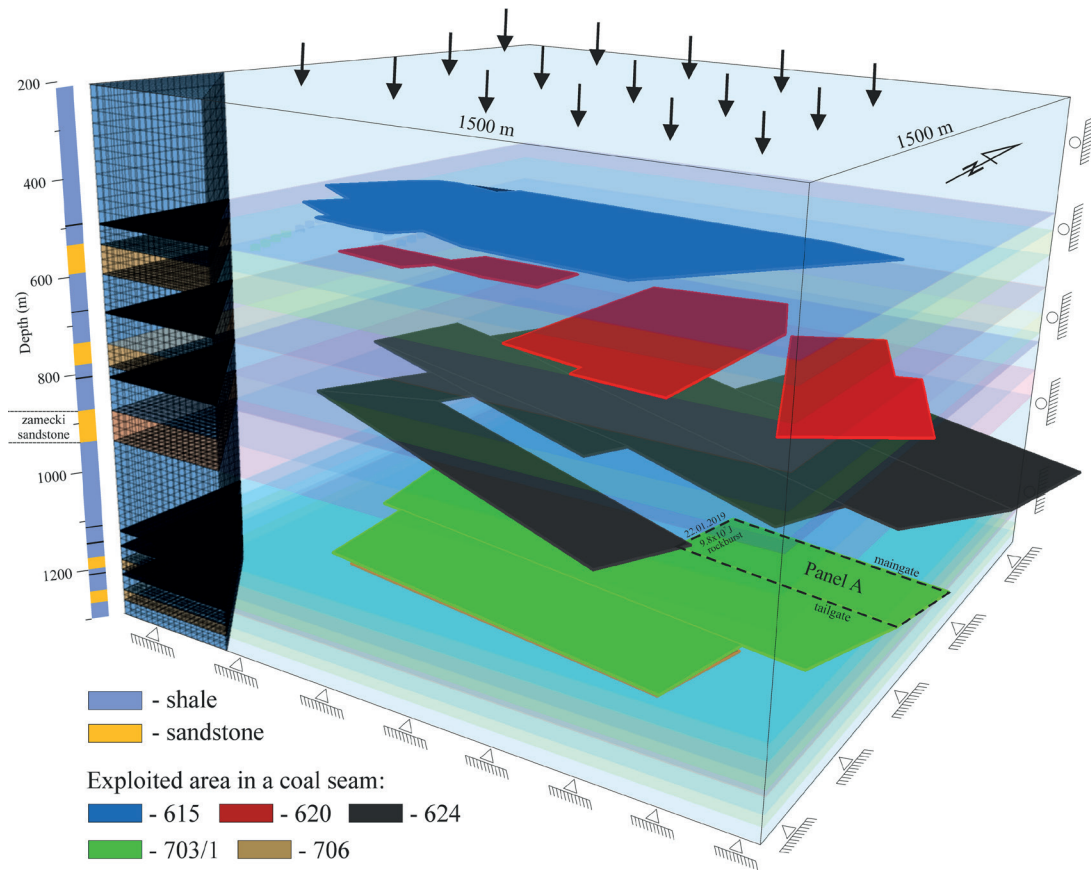 200
400
600
800
1000
1200
Depth (m)
zamecki
sandstone
1500 m
1500 m
N
22.01.2019
9.8x10⁷ J
rockburst
Panel A
maingate
tailgate
- shale
- sandstone
Exploited area in a coal seam:
- 615 - 620 - 624
- 703/1 - 706